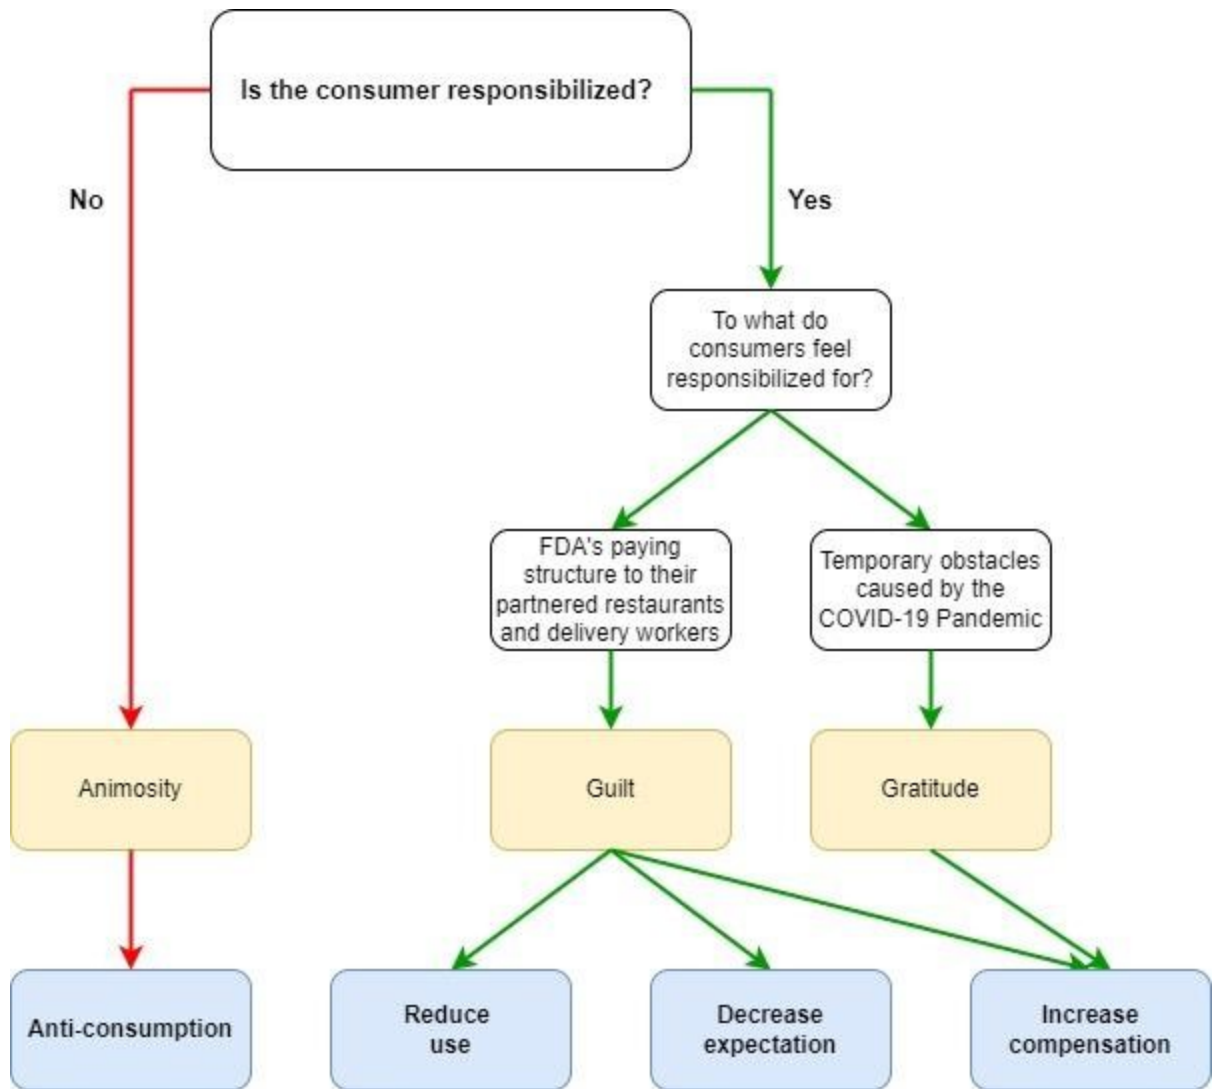 Is the consumer responsibilized?
No
Yes
To what do
consumers feel
responsibilized for?
FDA's paying
structure to their
partnered restaurants
and delivery workers
Temporary obstacles
caused by the
COVID-19 Pandemic
Animosity
Guilt
Gratitude
Anti-consumption
Reduce
use
Decrease
expectation
Increase
compensation